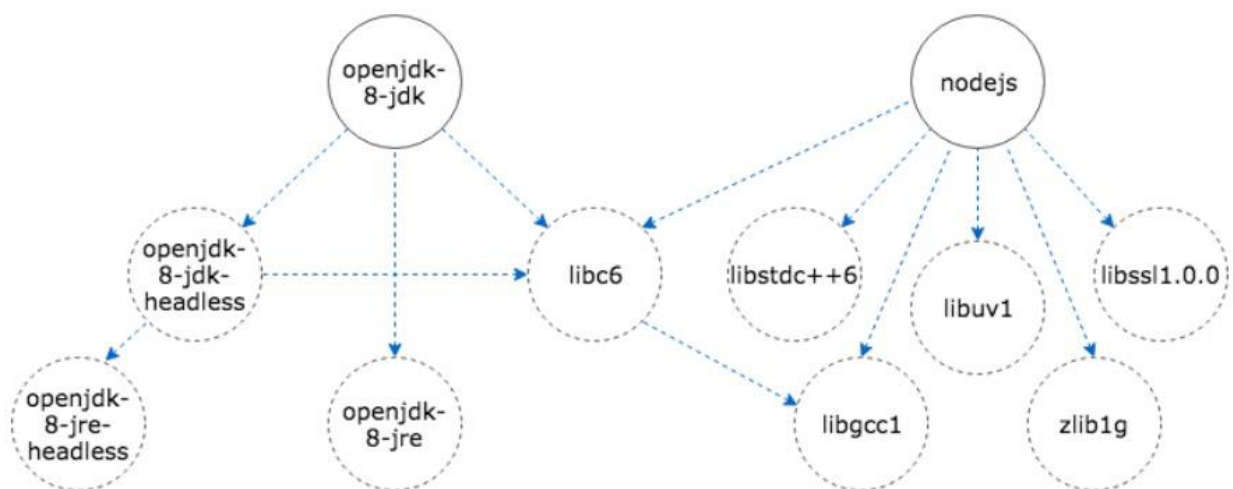 openjdk-
8-jdk
nodejs
openjdk-
8-jdk-
headless
libc6
libstdc++6
libuv1
libssl1.0.0
openjdk-
8-jre-
headless
openjdk-
8-jre
libgcc1
zlib1g